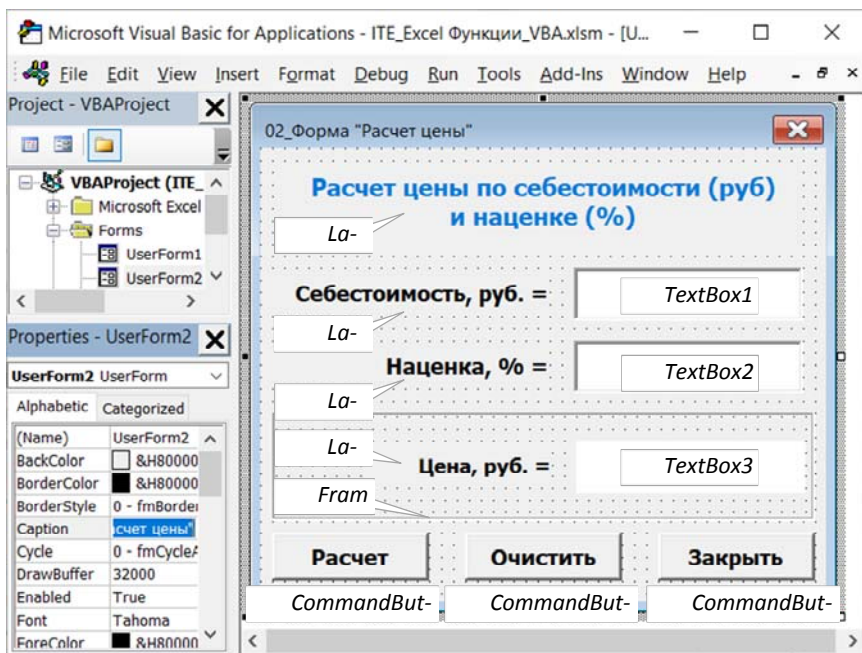 Microsoft Visual Basic for Applications - ITE_Excel Функции_VBA.xlsm - [U...
File Edit View Insert Format Debug Run Tools Add-Ins Window Help
Project - VBAProject
VBAProject (ITE_
Microsoft Excel
Forms
UserForm1
UserForm2
Properties - UserForm2
UserForm2 UserForm
Alphabetic Categorized
(Name) UserForm2
BackColor &H80000
BorderColor &H80000
BorderStyle 0 - fmBorder
Caption счет цены"
Cycle 0 - fmCycleA
DrawBuffer 32000
Enabled True
Font Tahoma
ForeColor &H80000
02_Форма "Расчет цены"
Расчет цены по себестоимости (руб)
и наценке (%)
La-
Себестоимость, руб. = TextBox1
La-
Наценка, % = TextBox2
La-
La-
Цена, руб. = TextBox3
Fram
Расчет Очистить Закрыть
CommandBut- CommandBut- CommandBut-